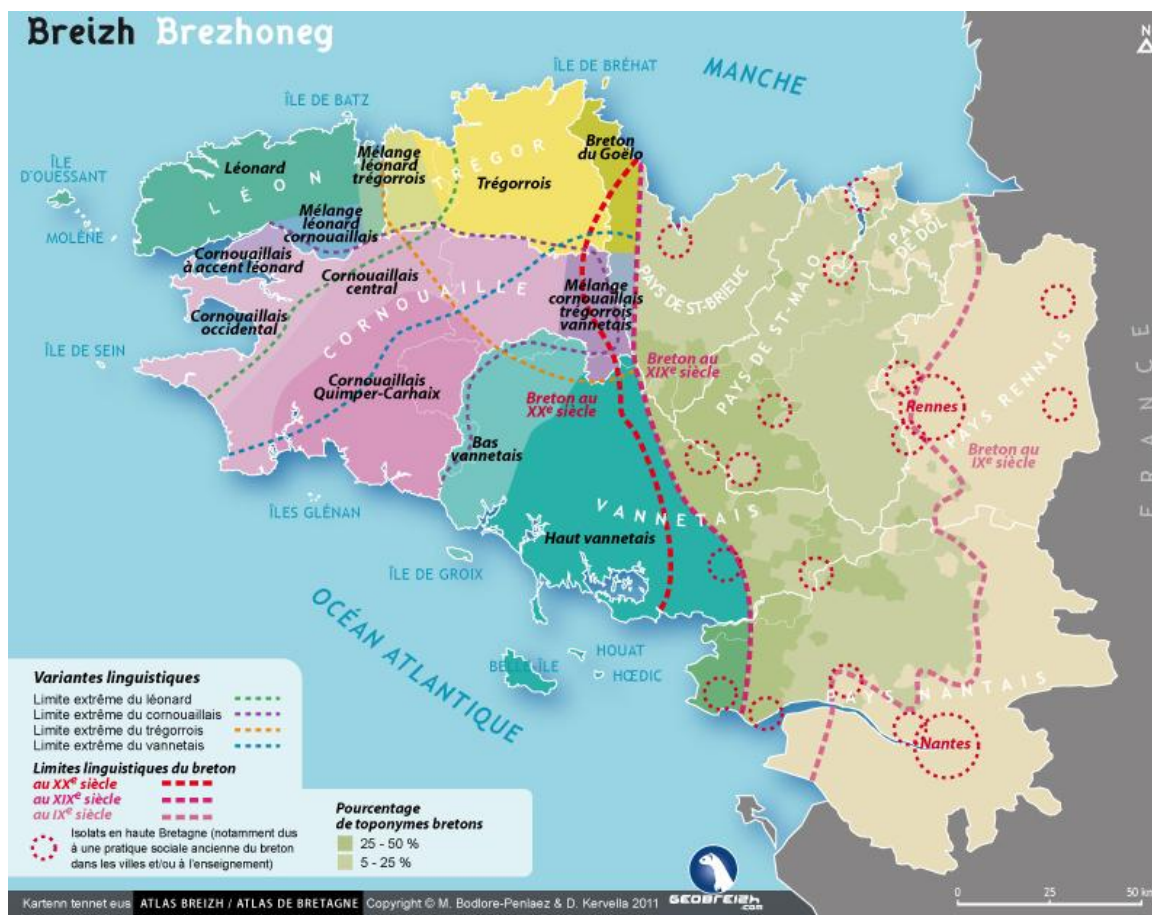 Breizh Brezhoneg
N
ÎLE DE BRÉHAT
MANCHE
ÎLE DE BATZ
ÎLE
D'OUESSANT
MOLÉNE
Léonard
LÉON
Mélange
léonard
trégorrois
TRÉGOR
Trégorrois
Breton
du Goëlo
Mélange
léonard
cornouaillais
Cornouaillais
à accent léonard
Cornouaillais
central
CORNOUAILLE
Cornouaillais
occidental
ÎLE DE SEIN
Mélange
cornouaillais
trégorrois
vannetais
PAYS DE ST-BRIEUC
PAYS DE ST-MALO
PAYS
DE DOL
Cornouaillais
Quimper-Carhaix
Breton au
XXe siècle
Breton au
XIXe siècle
Rennes
PAYS RENNAIS
Breton au
IXe siècle
FRANCE
Bas
vannetais
VANNETAIS
Haut vannetais
ÎLES GLÉNAN
ÎLE DE GROIX
OCÉAN ATLANTIQUE
BELLE-ÎLE
HOUAT
HŒDIC
PAYS NANTAIS
Nantes
Variantes linguistiques
Limite extrême du léonard
Limite extrême du cornouaillais
Limite extrême du trégorrois
Limite extrême du vannetais
Limites linguistiques du breton
au XXe siècle
au XIXe siècle
au IXe siècle
Isolats en haute Bretagne (notamment dus
à une pratique sociale ancienne du breton
dans les villes et/ou à l'enseignement)
Pourcentage
de toponymes bretons
25 - 50 %
5 - 25 %
GEOBREIZH
.com
0 25 50 km
Kartenn tennet eus ATLAS BREIZH / ATLAS DE BRETAGNE Copyright © M. Bodlore-Penlaez & D. Kervella 2011